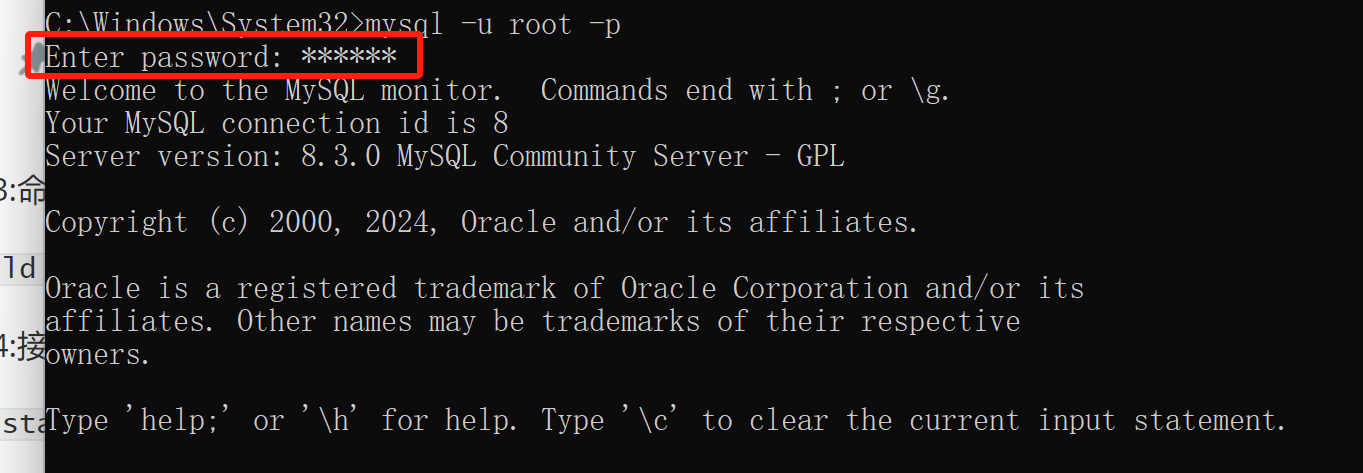 C:\Windows\System32>mysql -u root -p
Enter password: ******
Welcome to the MySQL monitor.  Commands end with ; or \g.
Your MySQL connection id is 8
Server version: 8.3.0 MySQL Community Server - GPL
3:命
Copyright (c) 2000, 2024, Oracle and/or its affiliates.
ld
Oracle is a registered trademark of Oracle Corporation and/or its
affiliates. Other names may be trademarks of their respective
4:接
owners.
sta
Type 'help;' or '\h' for help. Type '\c' to clear the current input statement.